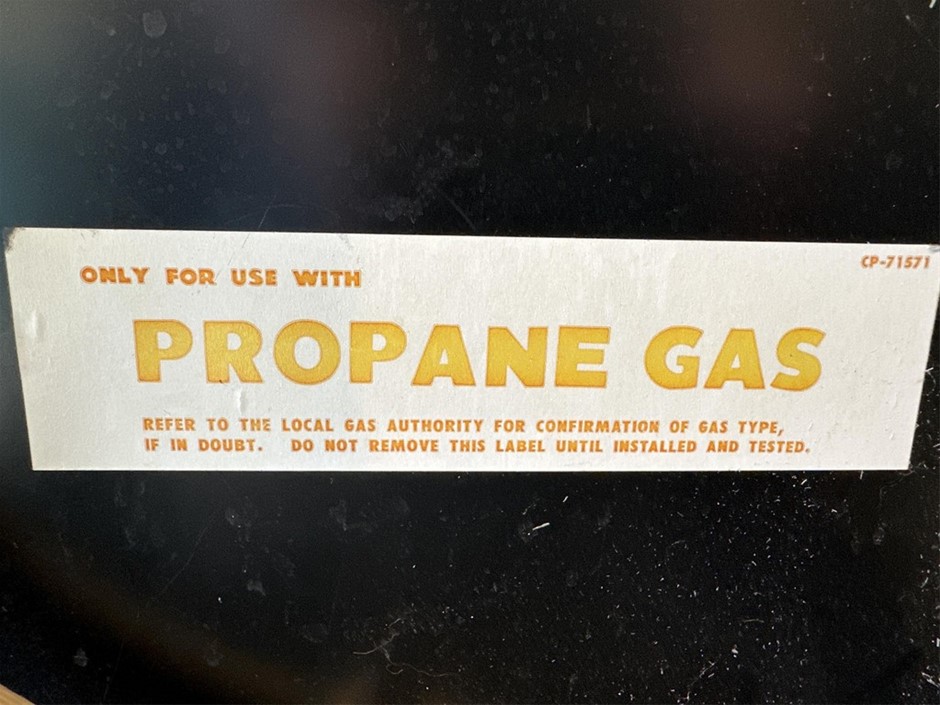 CP-71571
ONLY FOR USE WITH
PROPANE GAS
REFER TO THE LOCAL GAS AUTHORITY FOR CONFIRMATION OF GAS TYPE,
IF IN DOUBT. DO NOT REMOVE THIS LABEL UNTIL INSTALLED AND TESTED.